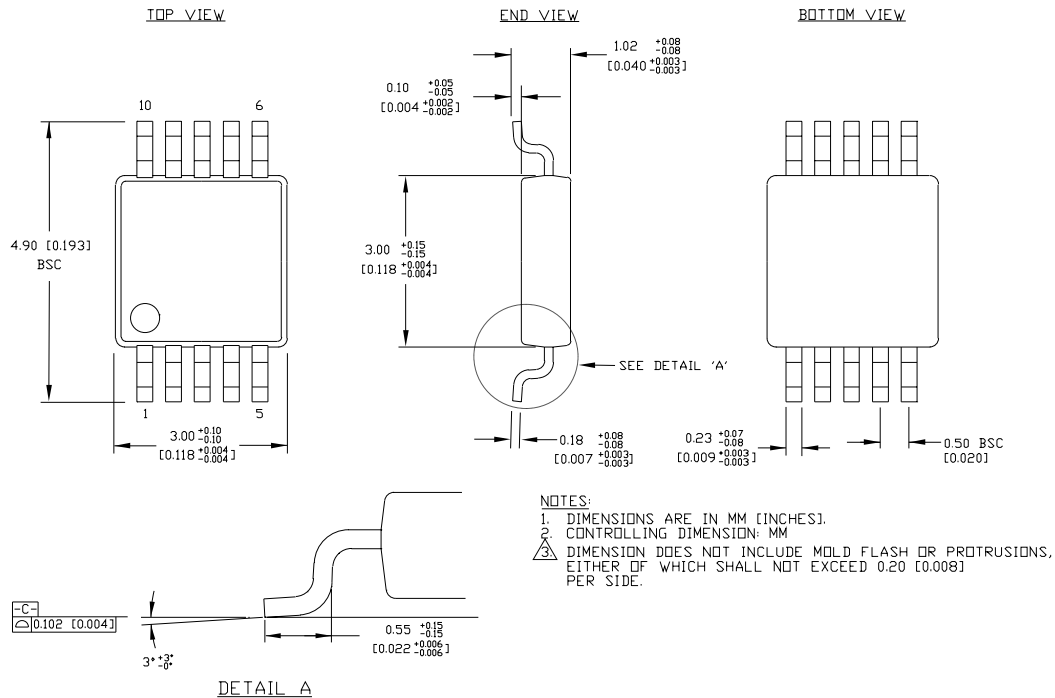 TOP VIEW
END VIEW
BOTTOM VIEW
1.02 +0.08 -0.08
[0.040 +0.003 -0.003]
0.10 +0.05 -0.05
[0.004 +0.002 -0.002]
10
6
4.90 [0.193]
BSC
3.00 +0.15 -0.15
[0.118 +0.004 -0.004]
SEE DETAIL 'A'
1
5
3.00 +0.10 -0.10
[0.118 +0.004 -0.004]
0.18 +0.08 -0.08
[0.007 +0.003 -0.003]
0.23 +0.07 -0.08
[0.009 +0.003 -0.003]
0.50 BSC
[0.020]
NOTES:
1. DIMENSIONS ARE IN MM [INCHES].
2. CONTROLLING DIMENSION: MM
3. DIMENSION DOES NOT INCLUDE MOLD FLASH OR PROTRUSIONS,
EITHER OF WHICH SHALL NOT EXCEED 0.20 [0.008]
PER SIDE.
-C-
0.102 [0.004]
3° +3° -0°
0.55 +0.15 -0.15
[0.022 +0.006 -0.006]
DETAIL A